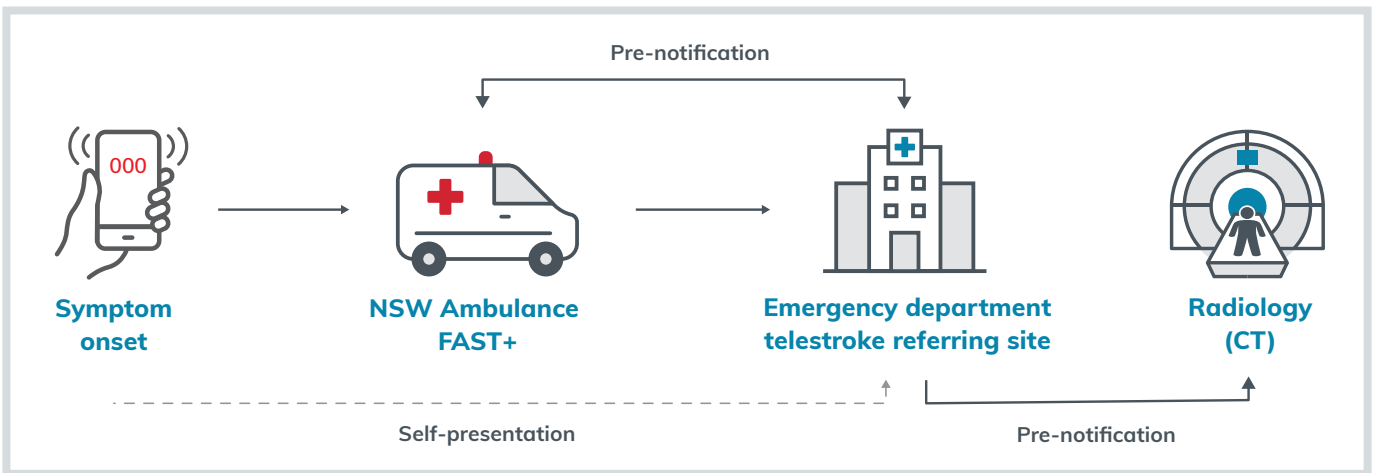 Pre-notification
000
Symptom
onset
NSW Ambulance
FAST+
Emergency department
telestroke referring site
Radiology
(CT)
Self-presentation
Pre-notification